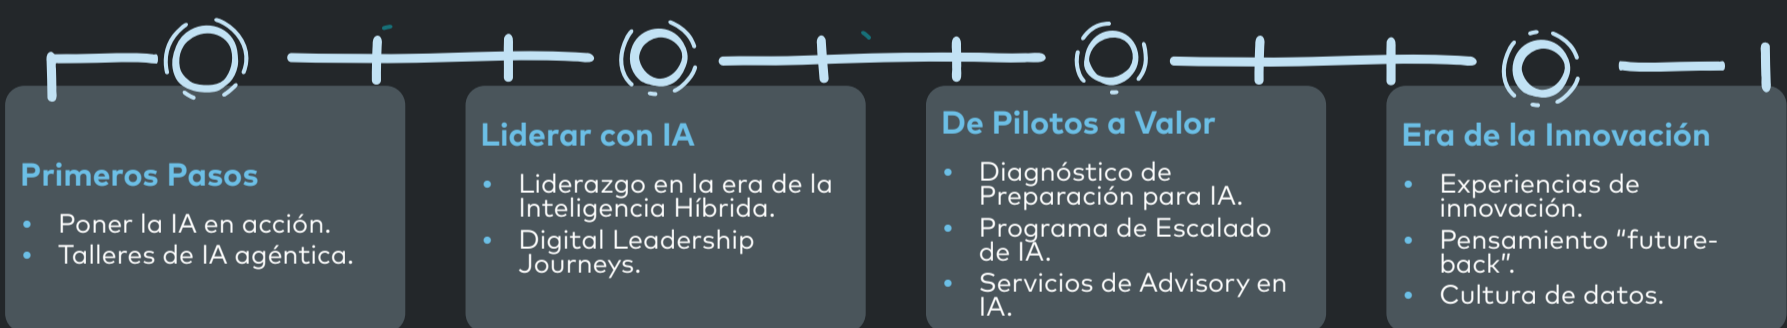 Primeros Pasos
• Poner la IA en acción.
• Talleres de IA agéntica.
Liderar con IA
• Liderazgo en la era de la
Inteligencia Híbrida.
• Digital Leadership
Journeys.
De Pilotos a Valor
• Diagnóstico de
Preparación para IA.
• Programa de Escalado
de IA.
• Servicios de Advisory en
IA.
Era de la Innovación
• Experiencias de
innovación.
• Pensamiento “future-
back”.
• Cultura de datos.